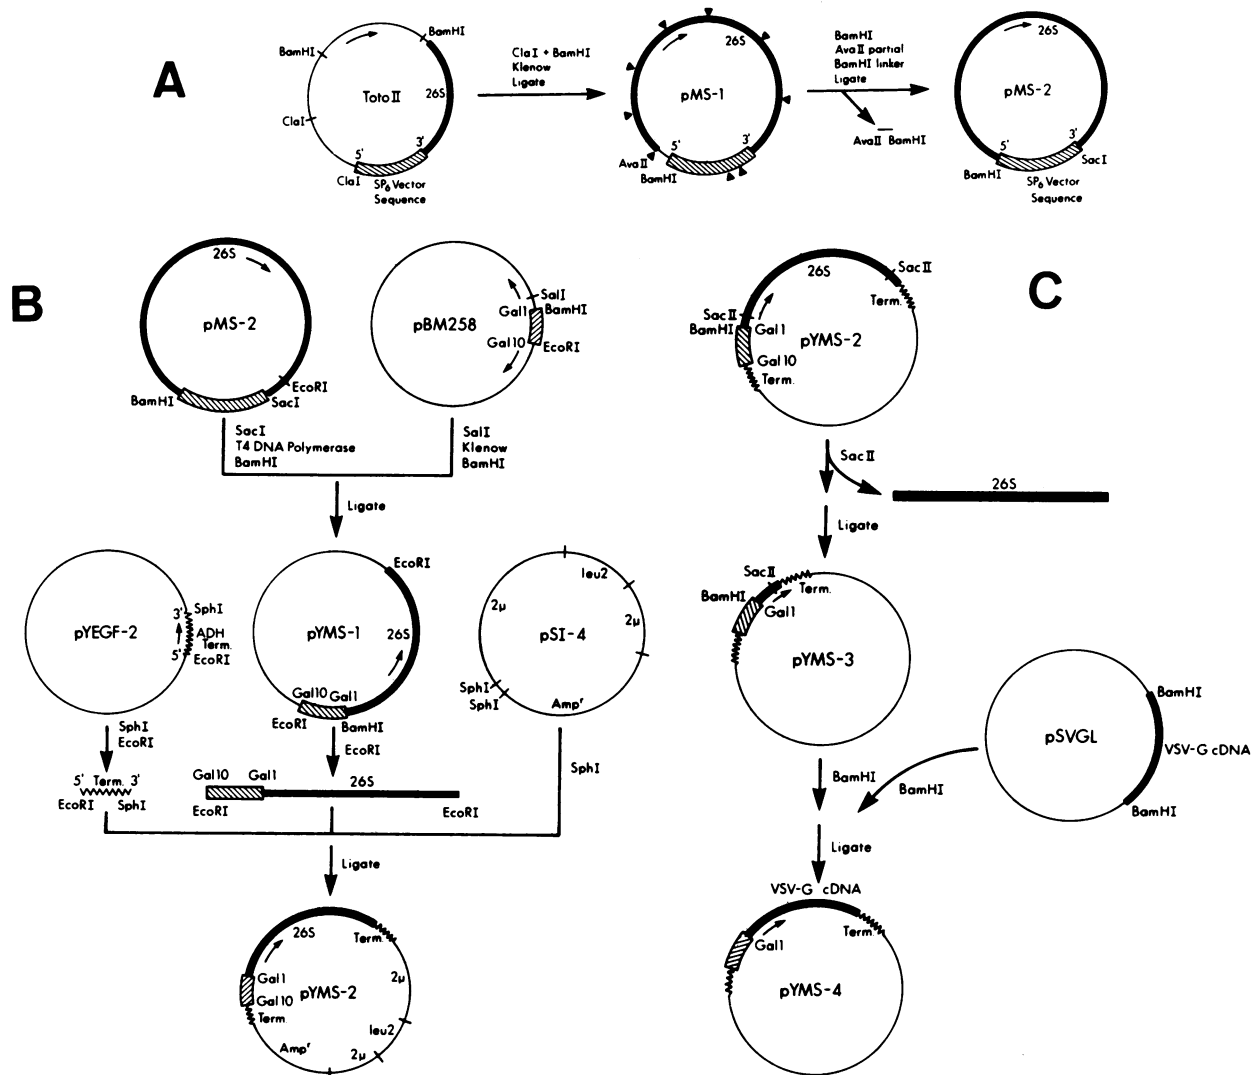 A
BamHI
BamHI
Toto II
26S
ClaI
5'
3'
ClaI
SP6 Vector
Sequence
ClaI + BamHI
Klenow
Ligate
26S
pMS-1
5'
3'
AvaII
BamHI
BamHI
AvaII partial
BamHI linker
Ligate
AvaII BamHI
26S
pMS-2
5'
3'
SacI
BamHI
SP6 Vector
Sequence
B
26S
pMS-2
EcoRI
BamHI
SacI
pBM258
SalI
Gal1
BamHI
Gal10
EcoRI
SacI
T4 DNA Polymerase
BamHI
SalI
Klenow
BamHI
Ligate
pYEGF-2
3'
SphI
ADH
Term.
5'
EcoRI
EcoRI
pYMS-1
26S
Gal10 Gal1
EcoRI
BamHI
leu2
2μ
2μ
pSI-4
SphI
SphI
Ampr
SphI
EcoRI
EcoRI
SphI
5' Term. 3'
EcoRI SphI
Gal10 Gal1
26S
EcoRI
EcoRI
Ligate
26S
Term.
Gal1
Gal10
Term.
pYMS-2
2μ
leu2
2μ
Ampr
C
26S
SacII
Term.
SacII
BamHI
Gal1
pYMS-2
Gal10
Term.
SacII
26S
Ligate
SacII
Term.
BamHI
Gal1
pYMS-3
pSVGL
BamHI
VSV-G cDNA
BamHI
BamHI
BamHI
Ligate
VSV-G cDNA
Gal1
Term.
pYMS-4